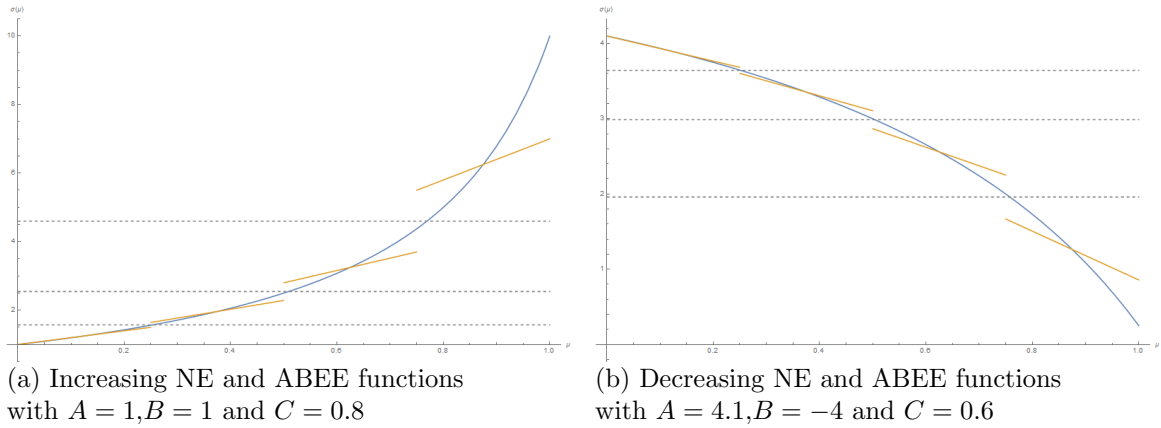 σ(μ)
10
8
6
4
2
0.2 0.4 0.6 0.8 1.0 μ
σ(μ)
4
3
2
1
0.2 0.4 0.6 0.8 1.0 μ
(a) Increasing NE and ABEE functions
with A = 1,B = 1 and C = 0.8
(b) Decreasing NE and ABEE functions
with A = 4.1,B = −4 and C = 0.6